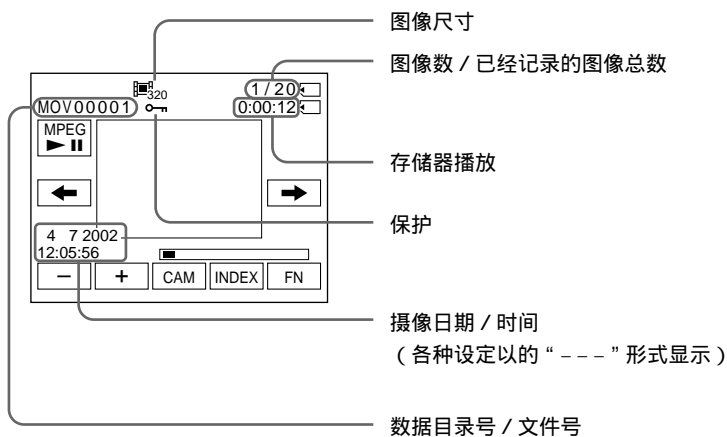 图像尺寸
图像数 / 已经记录的图像总数
320
1 / 20
MOV00001
0:00:12
MPEG
存储器播放
保护
4 7 2002
12:05:56
− + CAM INDEX FN
摄像日期 / 时间
（各种设定以的“－－－”形式显示）
数据目录号 / 文件号